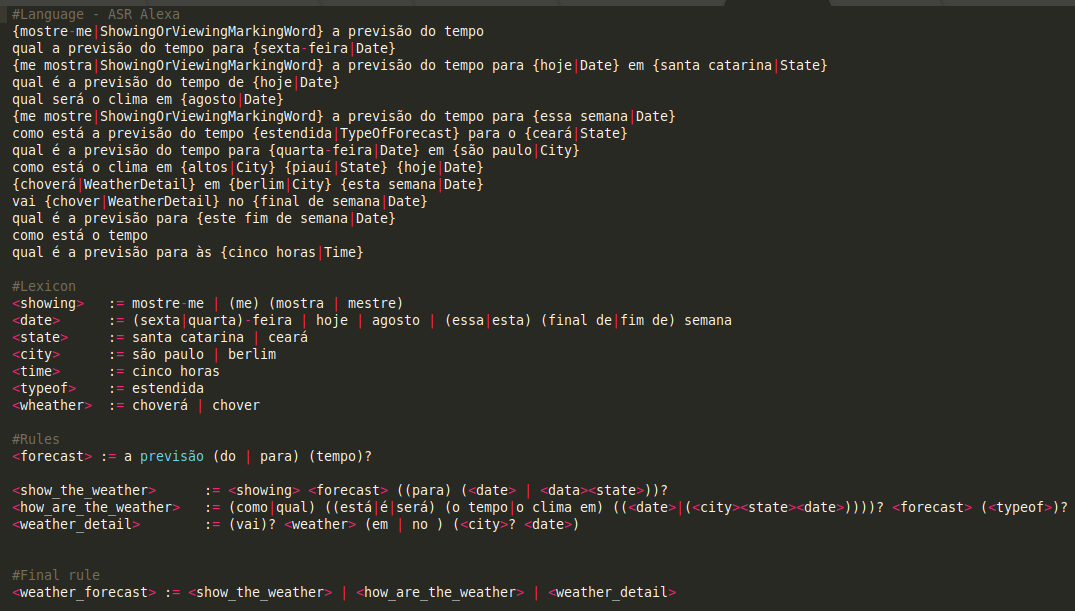 #Language - ASR Alexa
{mostre-me|ShowingOrViewingMarkingWord} a previsão do tempo
qual a previsão do tempo para {sexta-feira|Date}
{me mostra|ShowingOrViewingMarkingWord} a previsão do tempo para {hoje|Date} em {santa catarina|State}
qual é a previsão do tempo de {hoje|Date}
qual será o clima em {agosto|Date}
{me mostre|ShowingOrViewingMarkingWord} a previsão do tempo para {essa semana|Date}
como está a previsão do tempo {estendida|TypeOfForecast} para o {ceará|State}
qual é a previsão do tempo para {quarta-feira|Date} em {são paulo|City}
como está o clima em {altos|City} {piauí|State} {hoje|Date}
{choverá|WeatherDetail} em {berlim|City} {esta semana|Date}
vai {chover|WeatherDetail} no {final de semana|Date}
qual é a previsão para {este fim de semana|Date}
como está o tempo
qual é a previsão para às {cinco horas|Time}
#Lexicon
<showing>   := mostre-me | (me) (mostra | mestre)
<date>      := (sexta|quarta)-feira | hoje | agosto | (essa|esta) (final de|fim de) semana
<state>     := santa catarina | ceará
<city>      := são paulo | berlim
<time>      := cinco horas
<typeof>    := estendida
<wheather>  := choverá | chover
#Rules
<forecast> := a previsão (do | para) (tempo)?
<show_the_weather>      := <showing> <forecast> ((para) (<date> | <data><state>))?
<how_are_the_weather>   := (como|qual) ((está|é|será) (o tempo|o clima em) ((<date>|(<city><state><date>))))? <forecast> (<typeof>)?
<weather_detail>        := (vai)? <weather> (em | no ) (<city>? <date>)
#Final rule
<weather_forecast> := <show_the_weather> | <how_are_the_weather> | <weather_detail>